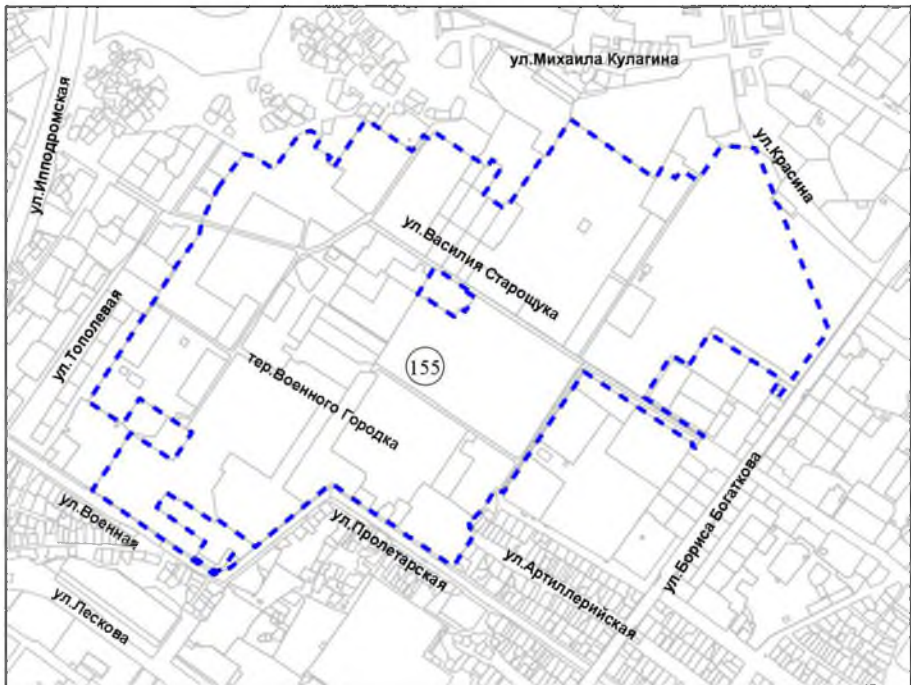 ул.Михаила Кулагина
ул.Ипподромская
ул.Красина
ул.Василия Старощука
ул.Тополевая
155
тер.Военного Городка
ул.Бориса Богаткова
ул.Военная
ул.Пролетарская
ул.Артиллерийская
ул.Лескова